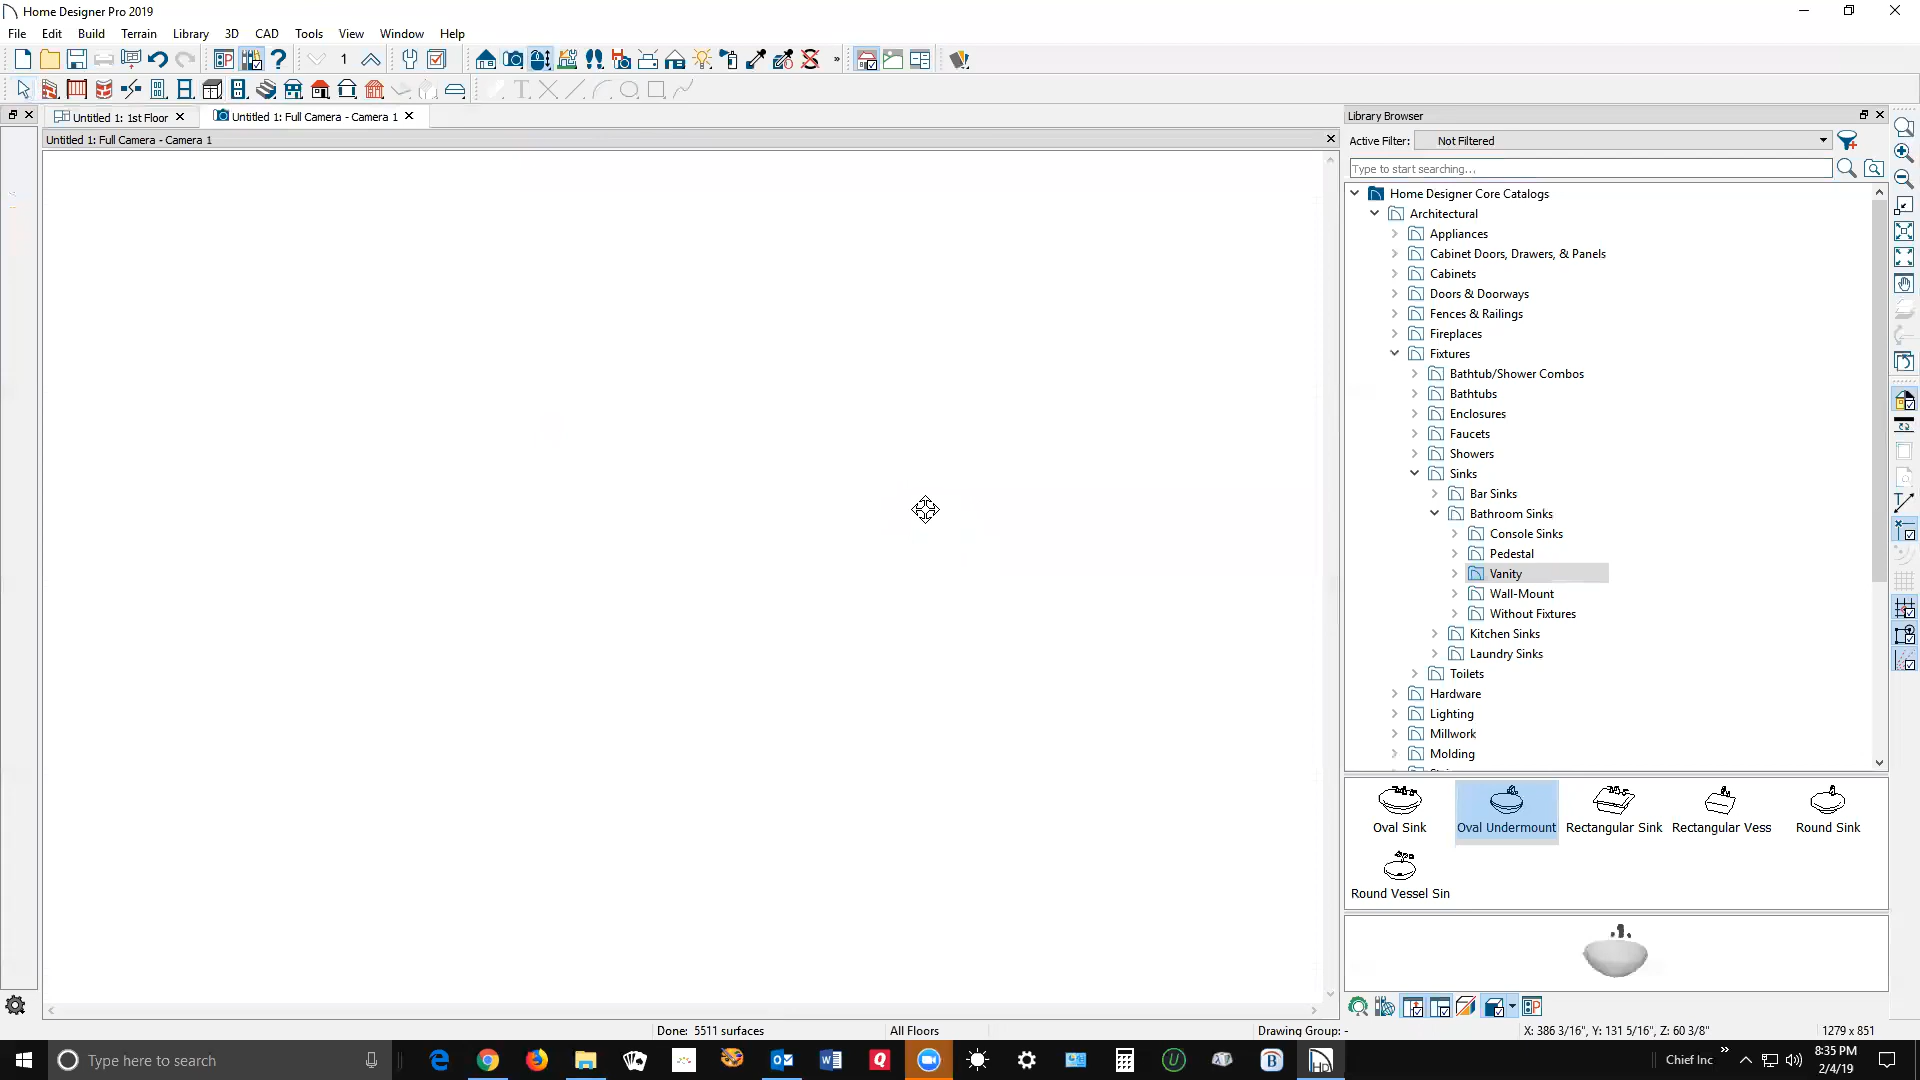 Home Designer Pro 2019
File Edit Build Terrain Library 3D CAD Tools View Window Help
1
Untitled 1: 1st Floor Untitled 1: Full Camera - Camera 1
Untitled 1: Full Camera - Camera 1
Library Browser
Active Filter: Not Filtered
Type to start searching...
Home Designer Core Catalogs
Architectural
Appliances
Cabinet Doors, Drawers, & Panels
Cabinets
Doors & Doorways
Fences & Railings
Fireplaces
Fixtures
Bathtub/Shower Combos
Bathtubs
Enclosures
Faucets
Showers
Sinks
Bar Sinks
Bathroom Sinks
Console Sinks
Pedestal
Vanity
Wall-Mount
Without Fixtures
Kitchen Sinks
Laundry Sinks
Toilets
Hardware
Lighting
Millwork
Molding
Oval Sink Oval Undermount Rectangular Sink Rectangular Vess Round Sink
Round Vessel Sin
Done: 5511 surfaces All Floors Drawing Group: - X: 386 3/16", Y: 131 5/16", Z: 60 3/8" 1279 x 851
Type here to search Chief Inc 8:35 PM
2/4/19